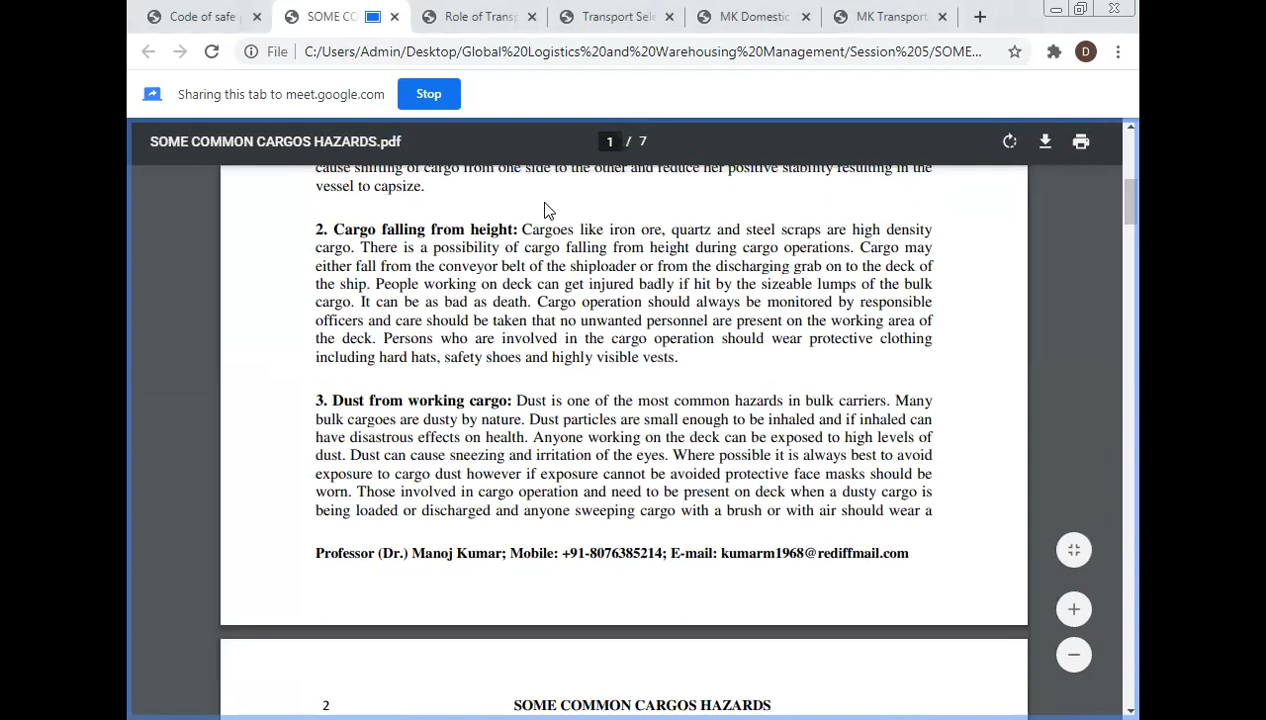 Code of safe
SOME CO
Role of Transp
Transport Sele
MK Domestic
MK Transport
File
C:/Users/Admin/Desktop/Global%20Logistics%20and%20Warehousing%20Management/Session%205/SOME...
D
Sharing this tab to meet.google.com
Stop
SOME COMMON CARGOS HAZARDS.pdf
1 / 7
cause shifting of cargo from one side to the other and reduce her positive stability resulting in the
vessel to capsize.
2. Cargo falling from height: Cargoes like iron ore, quartz and steel scraps are high density
cargo. There is a possibility of cargo falling from height during cargo operations. Cargo may
either fall from the conveyor belt of the shiploader or from the discharging grab on to the deck of
the ship. People working on deck can get injured badly if hit by the sizeable lumps of the bulk
cargo. It can be as bad as death. Cargo operation should always be monitored by responsible
officers and care should be taken that no unwanted personnel are present on the working area of
the deck. Persons who are involved in the cargo operation should wear protective clothing
including hard hats, safety shoes and highly visible vests.
3. Dust from working cargo: Dust is one of the most common hazards in bulk carriers. Many
bulk cargoes are dusty by nature. Dust particles are small enough to be inhaled and if inhaled can
have disastrous effects on health. Anyone working on the deck can be exposed to high levels of
dust. Dust can cause sneezing and irritation of the eyes. Where possible it is always best to avoid
exposure to cargo dust however if exposure cannot be avoided protective face masks should be
worn. Those involved in cargo operation and need to be present on deck when a dusty cargo is
being loaded or discharged and anyone sweeping cargo with a brush or with air should wear a
Professor (Dr.) Manoj Kumar; Mobile: +91-8076385214; E-mail: kumarm1968@rediffmail.com
2
SOME COMMON CARGOS HAZARDS